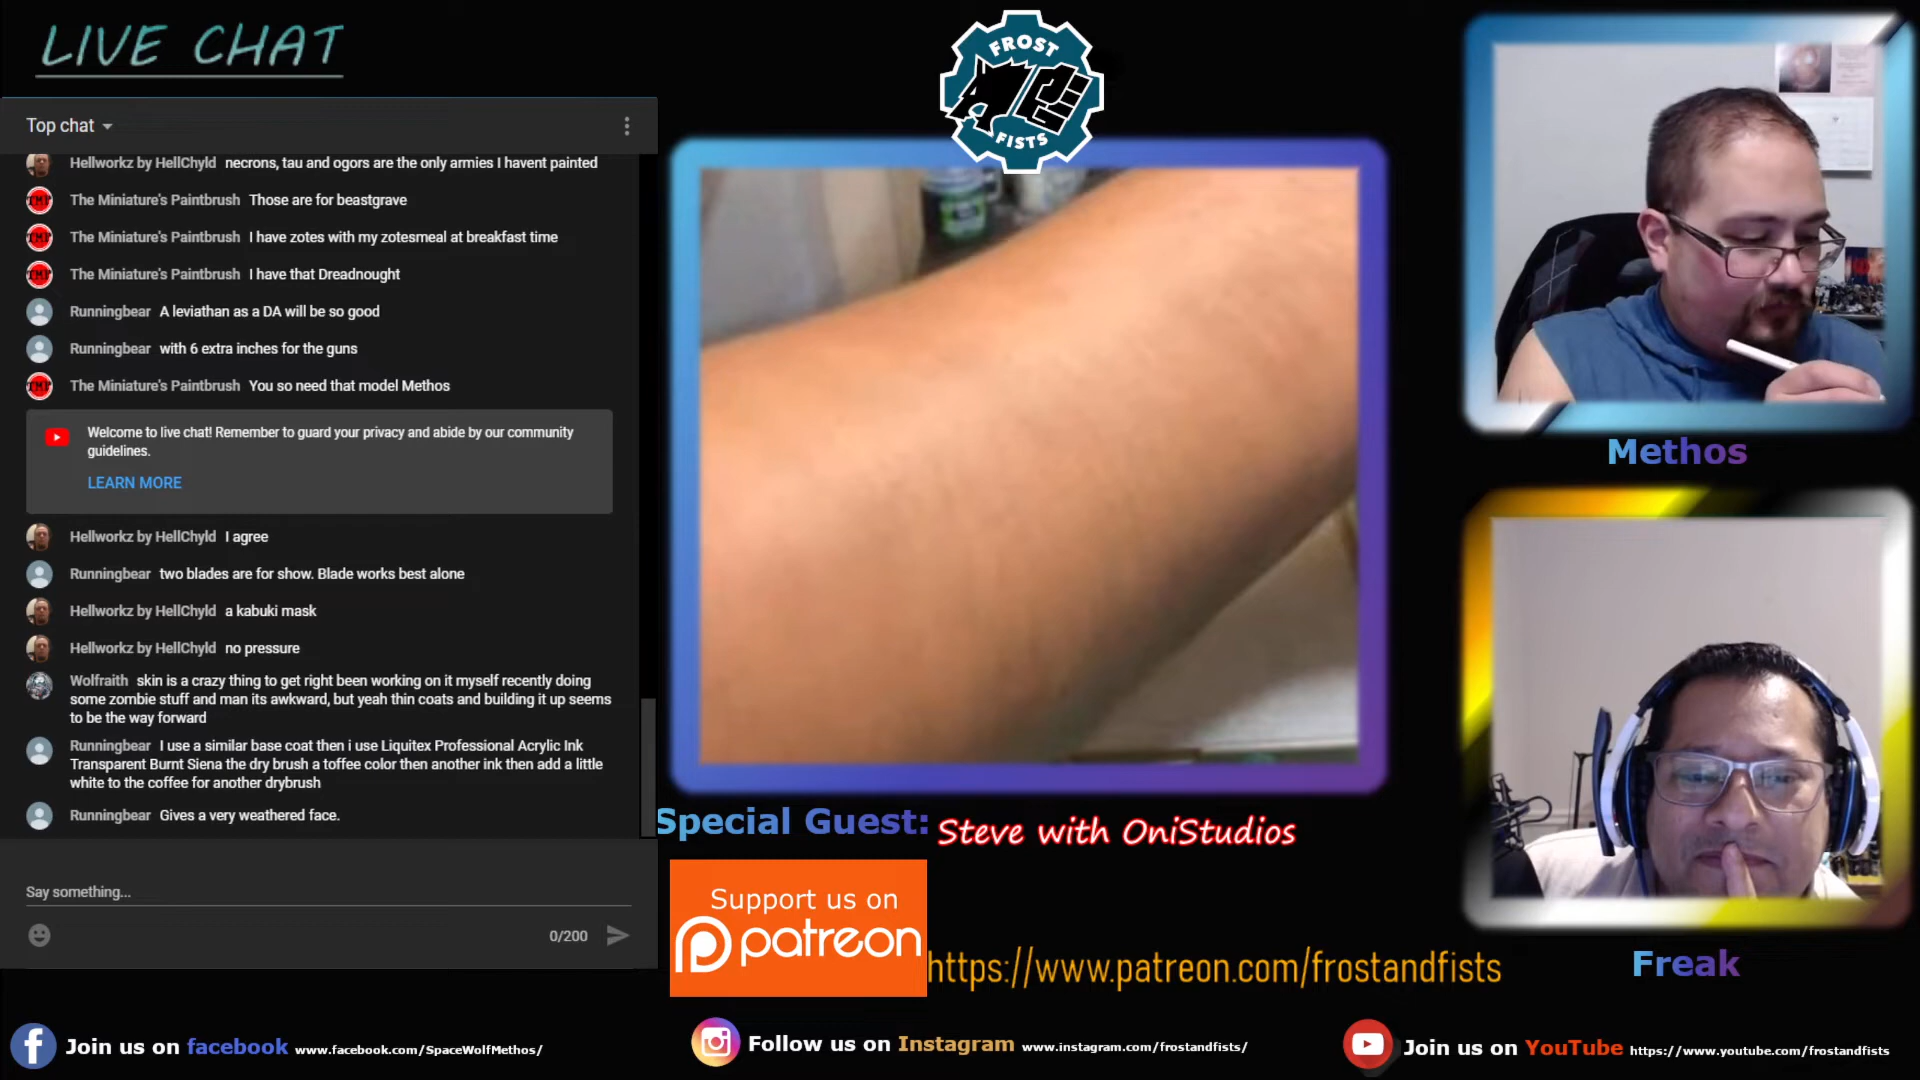 LIVE CHAT
Top chat
Hellworkz by HellChyld necrons, tau and ogors are the only armies I havent painted
The Miniature's Paintbrush Those are for beastgrave
The Miniature's Paintbrush I have zotes with my zotesmeal at breakfast time
The Miniature's Paintbrush I have that Dreadnought
Runningbear A leviathan as a DA will be so good
Runningbear with 6 extra inches for the guns
The Miniature's Paintbrush You so need that model Methos
Welcome to live chat! Remember to guard your privacy and abide by our community
guidelines.
LEARN MORE
Hellworkz by HellChyld I agree
Runningbear two blades are for show. Blade works best alone
Hellworkz by HellChyld a kabuki mask
Hellworkz by HellChyld no pressure
Wolfraith skin is a crazy thing to get right been working on it myself recently doing
some zombie stuff and man its awkward, but yeah thin coats and building it up seems
to be the way forward
Runningbear I use a similar base coat then i use Liquitex Professional Acrylic Ink
Transparent Burnt Siena the dry brush a toffee color then another ink then add a little
white to the coffee for another drybrush
Runningbear Gives a very weathered face.
Say something...
0/200
FROST
FISTS
Methos
Freak
Special Guest: Steve with OniStudios
Support us on
patreon
https://www.patreon.com/frostandfists
Join us on facebook www.facebook.com/SpaceWolfMethos/
Follow us on Instagram www.instagram.com/frostandfists/
Join us on YouTube https://www.youtube.com/frostandfists